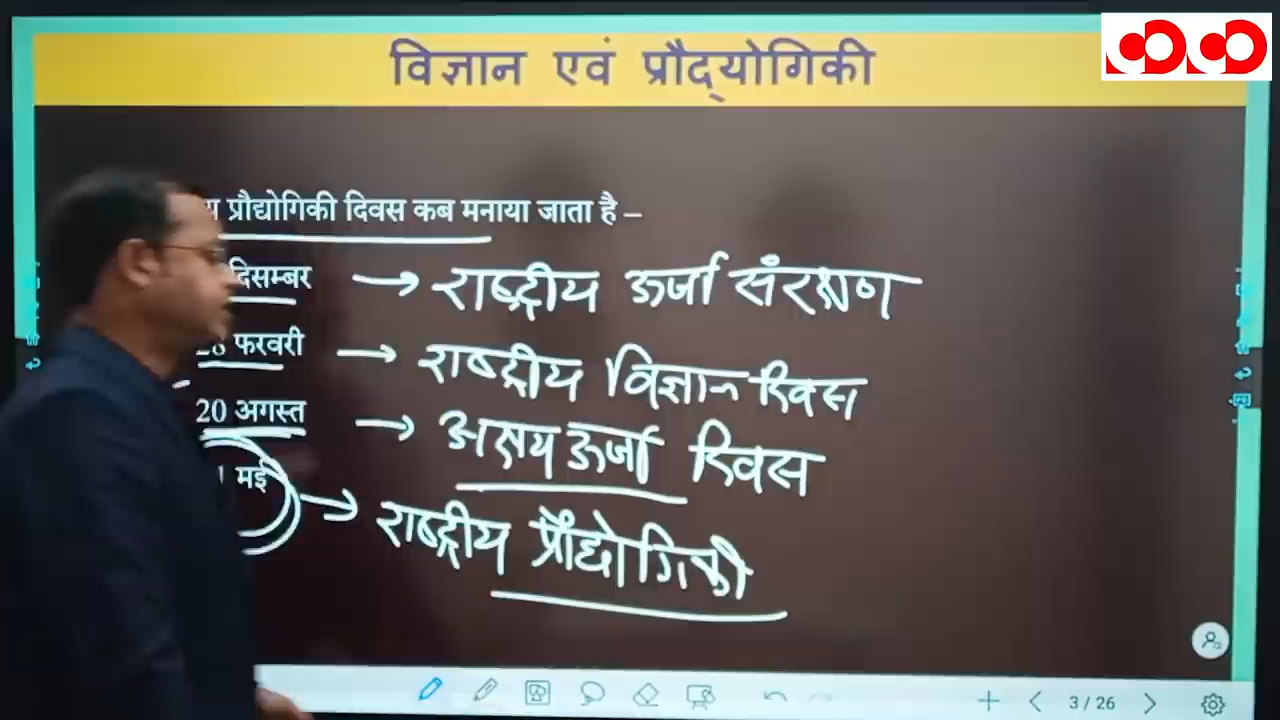 विज्ञान एवं प्रौद्योगिकी
प्रौद्योगिकी दिवस कब मनाया जाता है –
दिसम्बर → राष्ट्रीय ऊर्जा संरक्षण
28 फरवरी → राष्ट्रीय विज्ञान दिवस
20 अगस्त → अक्षय ऊर्जा दिवस
मई → राष्ट्रीय प्रौद्योगिकी
3 / 26